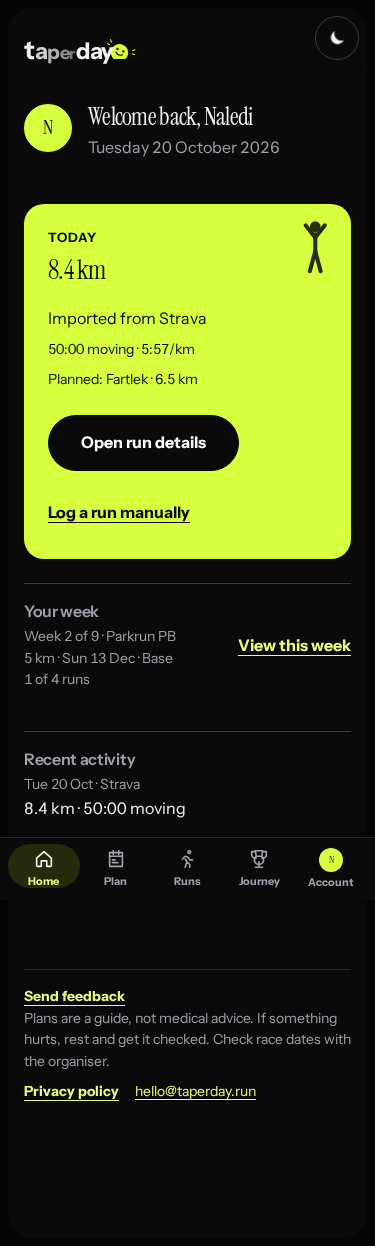 taperday
N
Welcome back, Naledi
Tuesday 20 October 2026
TODAY
8.4 km
Imported from Strava
50:00 moving · 5:57/km
Planned: Fartlek · 6.5 km
Open run details
Log a run manually
Your week
Week 2 of 9 · Parkrun PB
5 km · Sun 13 Dec · Base
1 of 4 runs
View this week
Recent activity
Tue 20 Oct · Strava
8.4 km · 50:00 moving
N
Home
Plan
Runs
Journey
Account
Send feedback
Plans are a guide, not medical advice. If something
hurts, rest and get it checked. Check race dates with
the organiser.
Privacy policy
hello@taperday.run